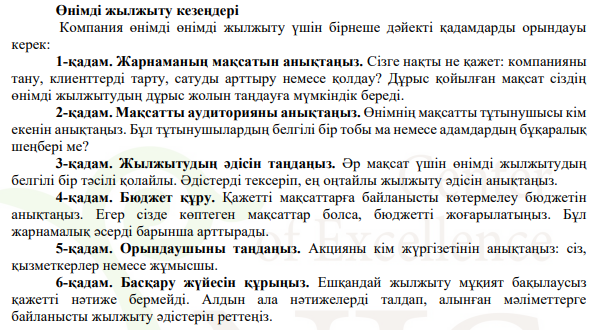 Өнімді жылжыту кезеңдері
Компания өнімді өнімді жылжыту үшін бірнеше дәйекті қадамдарды орындауы
керек:
1-қадам. Жарнаманың мақсатын анықтаңыз. Сізге нақты не қажет: компанияны
тану, клиенттерді тарту, сатуды арттыру немесе қолдау? Дұрыс қойылған мақсат сіздің
өнімді жылжытудың дұрыс жолын таңдауға мүмкіндік береді.
2-қадам. Мақсатты аудиторияны анықтаңыз. Өнімнің мақсатты тұтынушысы кім
екенін анықтаңыз. Бұл тұтынушылардың белгілі бір тобы ма немесе адамдардың бұқаралық
шеңбері ме?
3-қадам. Жылжытудың әдісін таңдаңыз. Әр мақсат үшін өнімді жылжытудың
белгілі бір тәсілі қолайлы. Әдістерді тексеріп, ең оңтайлы жылжыту әдісін анықтаңыз.
4-қадам. Бюджет құру. Қажетті мақсаттарға байланысты көтермелеу бюджетін
анықтаңыз. Егер сізде көптеген мақсаттар болса, бюджетті жоғарылатыңыз. Бұл
жарнамалық әсерді барынша арттырады.
5-қадам. Орындаушыны таңдаңыз. Акцияны кім жүргізетінін анықтаңыз: сіз,
қызметкерлер немесе жұмысшы.
6-қадам. Басқару жүйесін құрыңыз. Ешқандай жылжыту мұқият бақылаусыз
қажетті нәтиже бермейді. Алдын ала нәтижелерді талдап, алынған мәліметтерге
байланысты жылжыту әдістерін реттеңіз.
Center
of Excellence